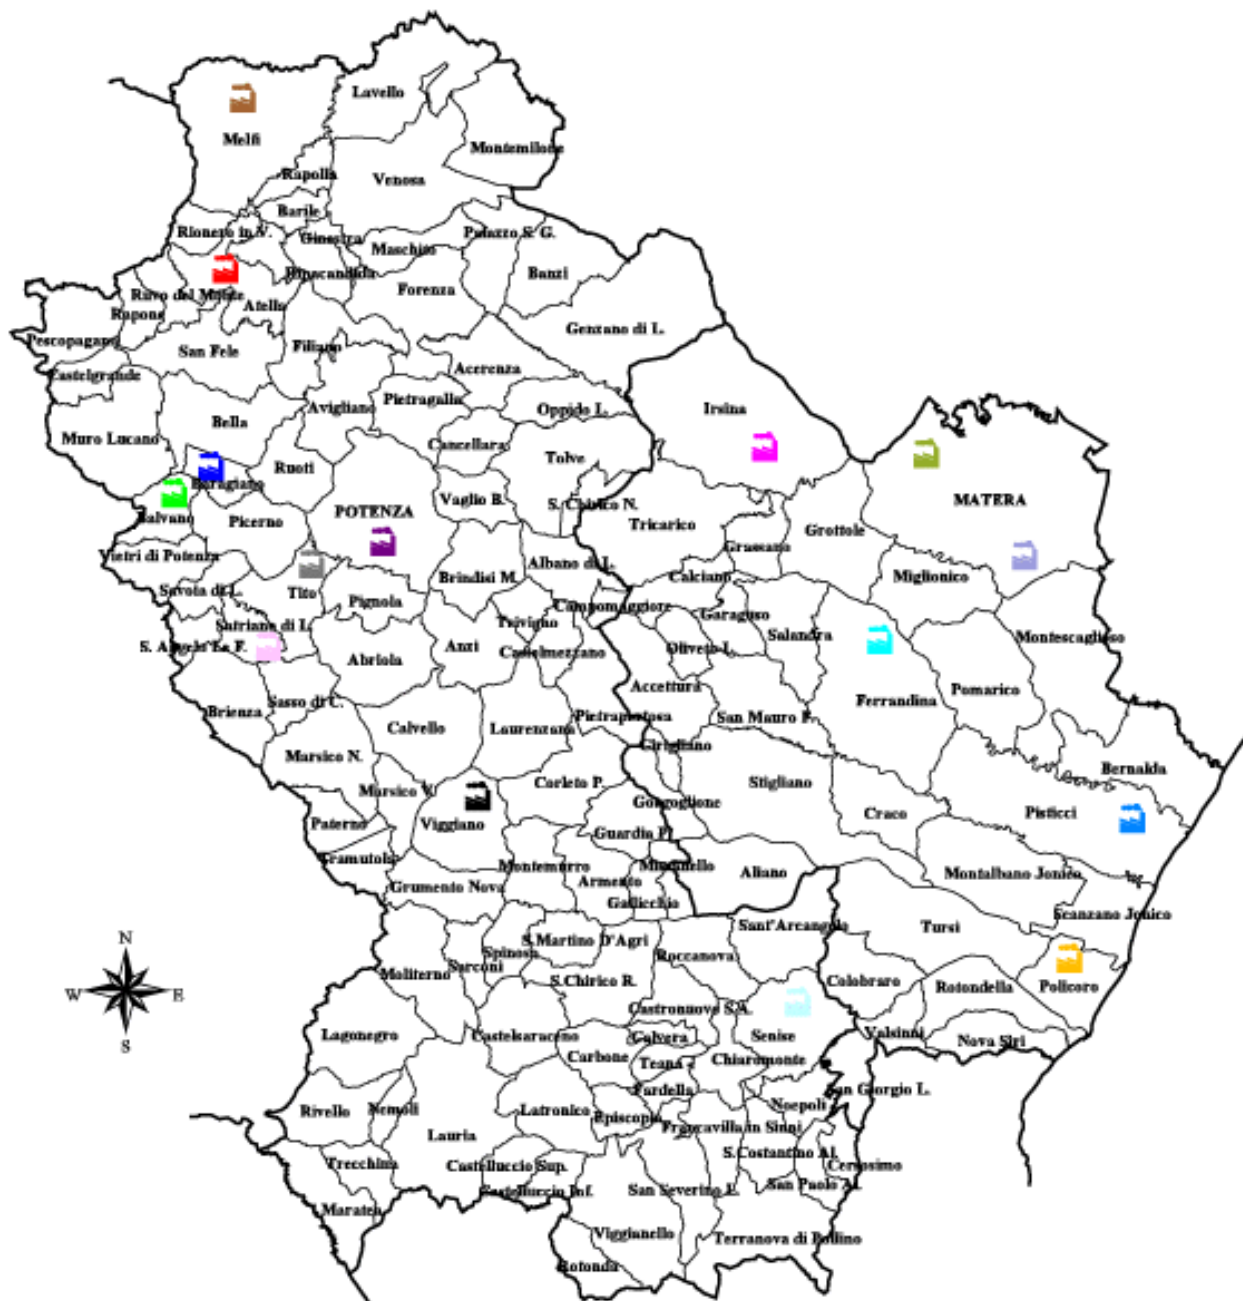 Lavello
Melfi
Montemilone
Rapolla
Venosa
Barile
Rionero in V.
Ginestra
Palazzo S. G.
Maschito
Banzi
Ripacandida
Forenza
Ruvo del Monte
Atella
Rapone
Genzano di L.
Pescopagano
San Fele
Filiano
Castelgrande
Acerenza
Pietragalla
Avigliano
Oppido L.
Irsina
Bella
Muro Lucano
Cancellara
Tolve
Ruoti
Baragiano
Vaglio B.
S. Chirico N.
MATERA
POTENZA
Balvano
Picerno
Tricarico
Grottole
Grassano
Vietri di Potenza
Albano di L.
Brindisi M.
Calciano
Miglionico
Savoia di L.
Tito
Pignola
Campomaggiore
Garaguso
Satriano di L.
Trivigno
Salandra
Montescaglioso
S. Angelo Le F.
Anzi
Castelmezzano
Oliveto L.
Abriola
Accettura
Pomarico
Sasso di C.
Ferrandina
Brienza
Pietrapertosa
San Mauro F.
Calvello
Laurenzana
Cirigliano
Marsico N.
Bernalda
Corleto P.
Stigliano
Marsico V.
Gorgoglione
Craco
Pisticci
Paterno
Viggiano
Guardia P.
Tramutola
Montemurro
Missanello
Aliano
Montalbano Jonico
Armento
Grumento Nova
Gallicchio
Scanzano Jonico
Sant'Arcangelo
Tursi
S.Martino D'Agri
Spinoso
Roccanova
Sarconi
Moliterno
S.Chirico R.
Colobraro
Rotondella
Policoro
N
W
E
S
Castronuovo S.A.
Lagonegro
Castelsaraceno
Calvera
Senise
Valsinni
Nova Siri
Carbone
Teana
Chiaromonte
Fardella
San Giorgio L.
Noepoli
Rivello
Nemoli
Latronico
Episcopia
Francavilla in Sinni
Lauria
S.Costantino Al.
Trecchina
Castelluccio Sup.
Cersosimo
Castelluccio Inf.
San Severino L.
San Paolo Al.
Maratea
Viggianello
Terranova di Pollino
Rotonda